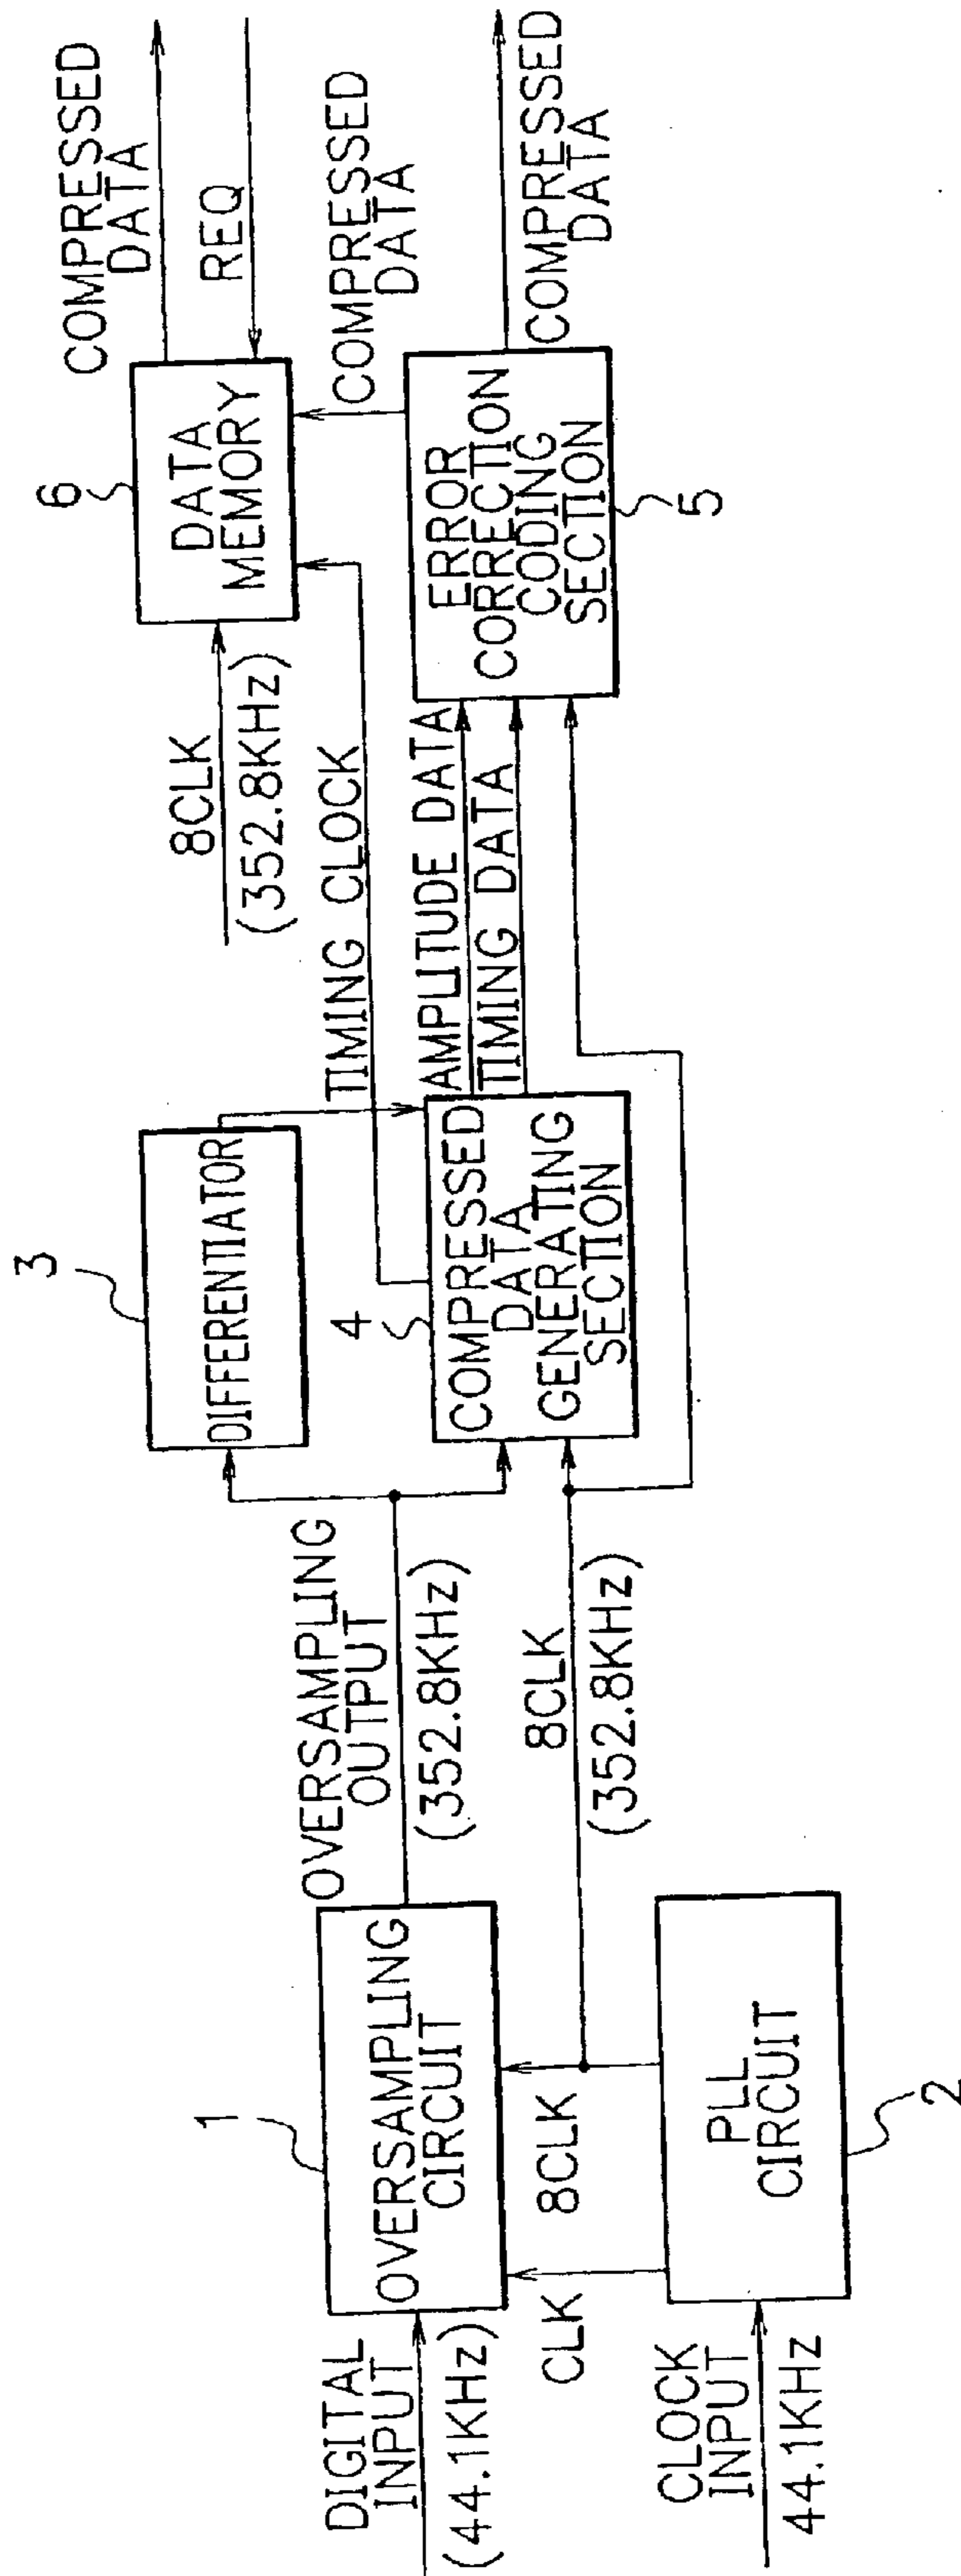 DIGITAL
INPUT
(44.1KHz)
CLOCK
INPUT
44.1KHz
1
OVERSAMPLING
CIRCUIT
CLK
8CLK
PLL
CIRCUIT
2
OVERSAMPLING
OUTPUT
(352.8KHz)
8CLK
(352.8KHz)
3
DIFFERENTIATOR
4
COMPRESSED
DATA
GENERATING
SECTION
TIMING CLOCK
AMPLITUDE DATA
TIMING DATA
8CLK
(352.8KHz)
6
DATA
MEMORY
ERROR
CORRECTION
CODING
SECTION
5
COMPRESSED
DATA
REQ
COMPRESSED
DATA
COMPRESSED
DATA